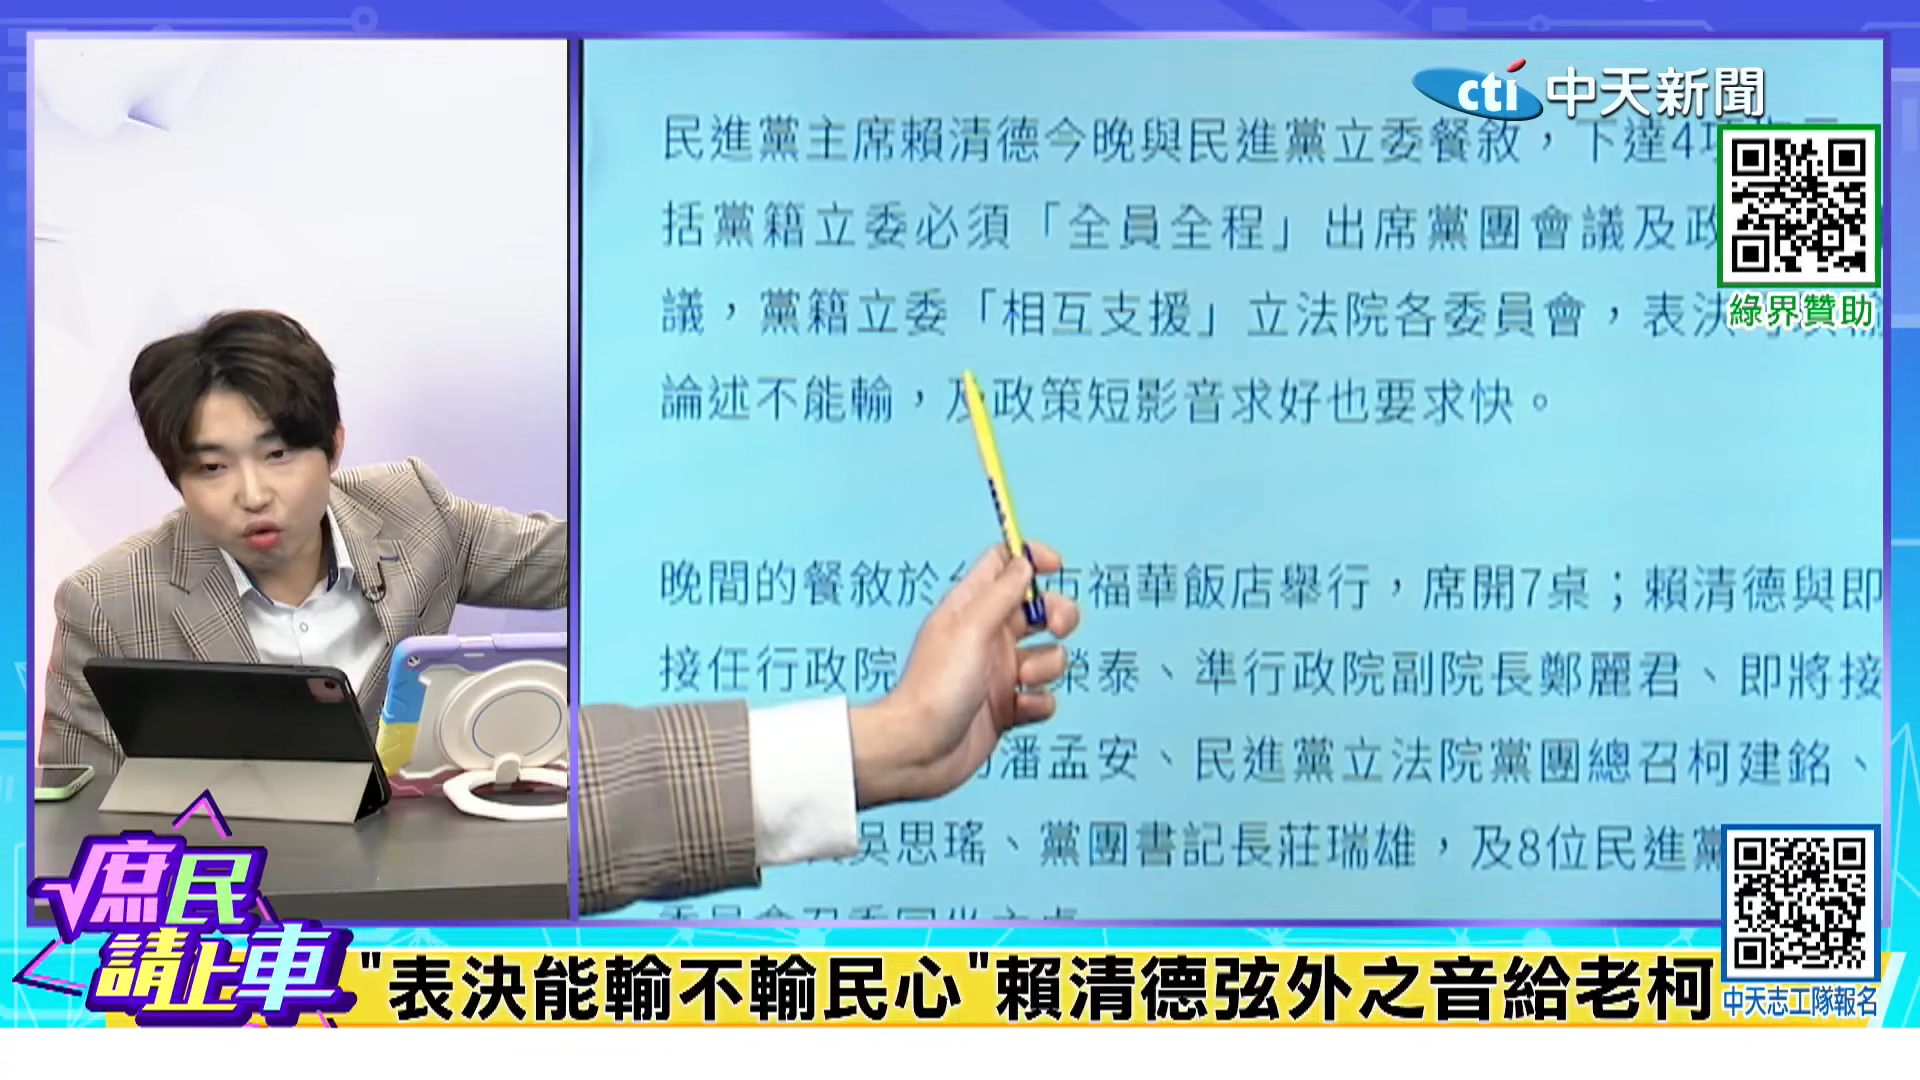 cti 中天新聞
民進黨主席賴清德今晚與民進黨立委餐敘，下達4項
括黨籍立委必須「全員全程」出席黨團會議及政
議，黨籍立委「相互支援」立法院各委員會，表決
論述不能輸，及政策短影音求好也要求快。
綠界贊助
晚間的餐敘於 市福華飯店舉行，席開7桌；賴清德與即
接任行政院 榮泰、準行政院副院長鄭麗君、即將接
潘孟安、民進黨立法院黨團總召柯建銘、
吳思瑤、黨團書記長莊瑞雄，及8位民進黨
庶民請上車
"表決能輸不輸民心"賴清德弦外之音給老柯
中天志工隊報名